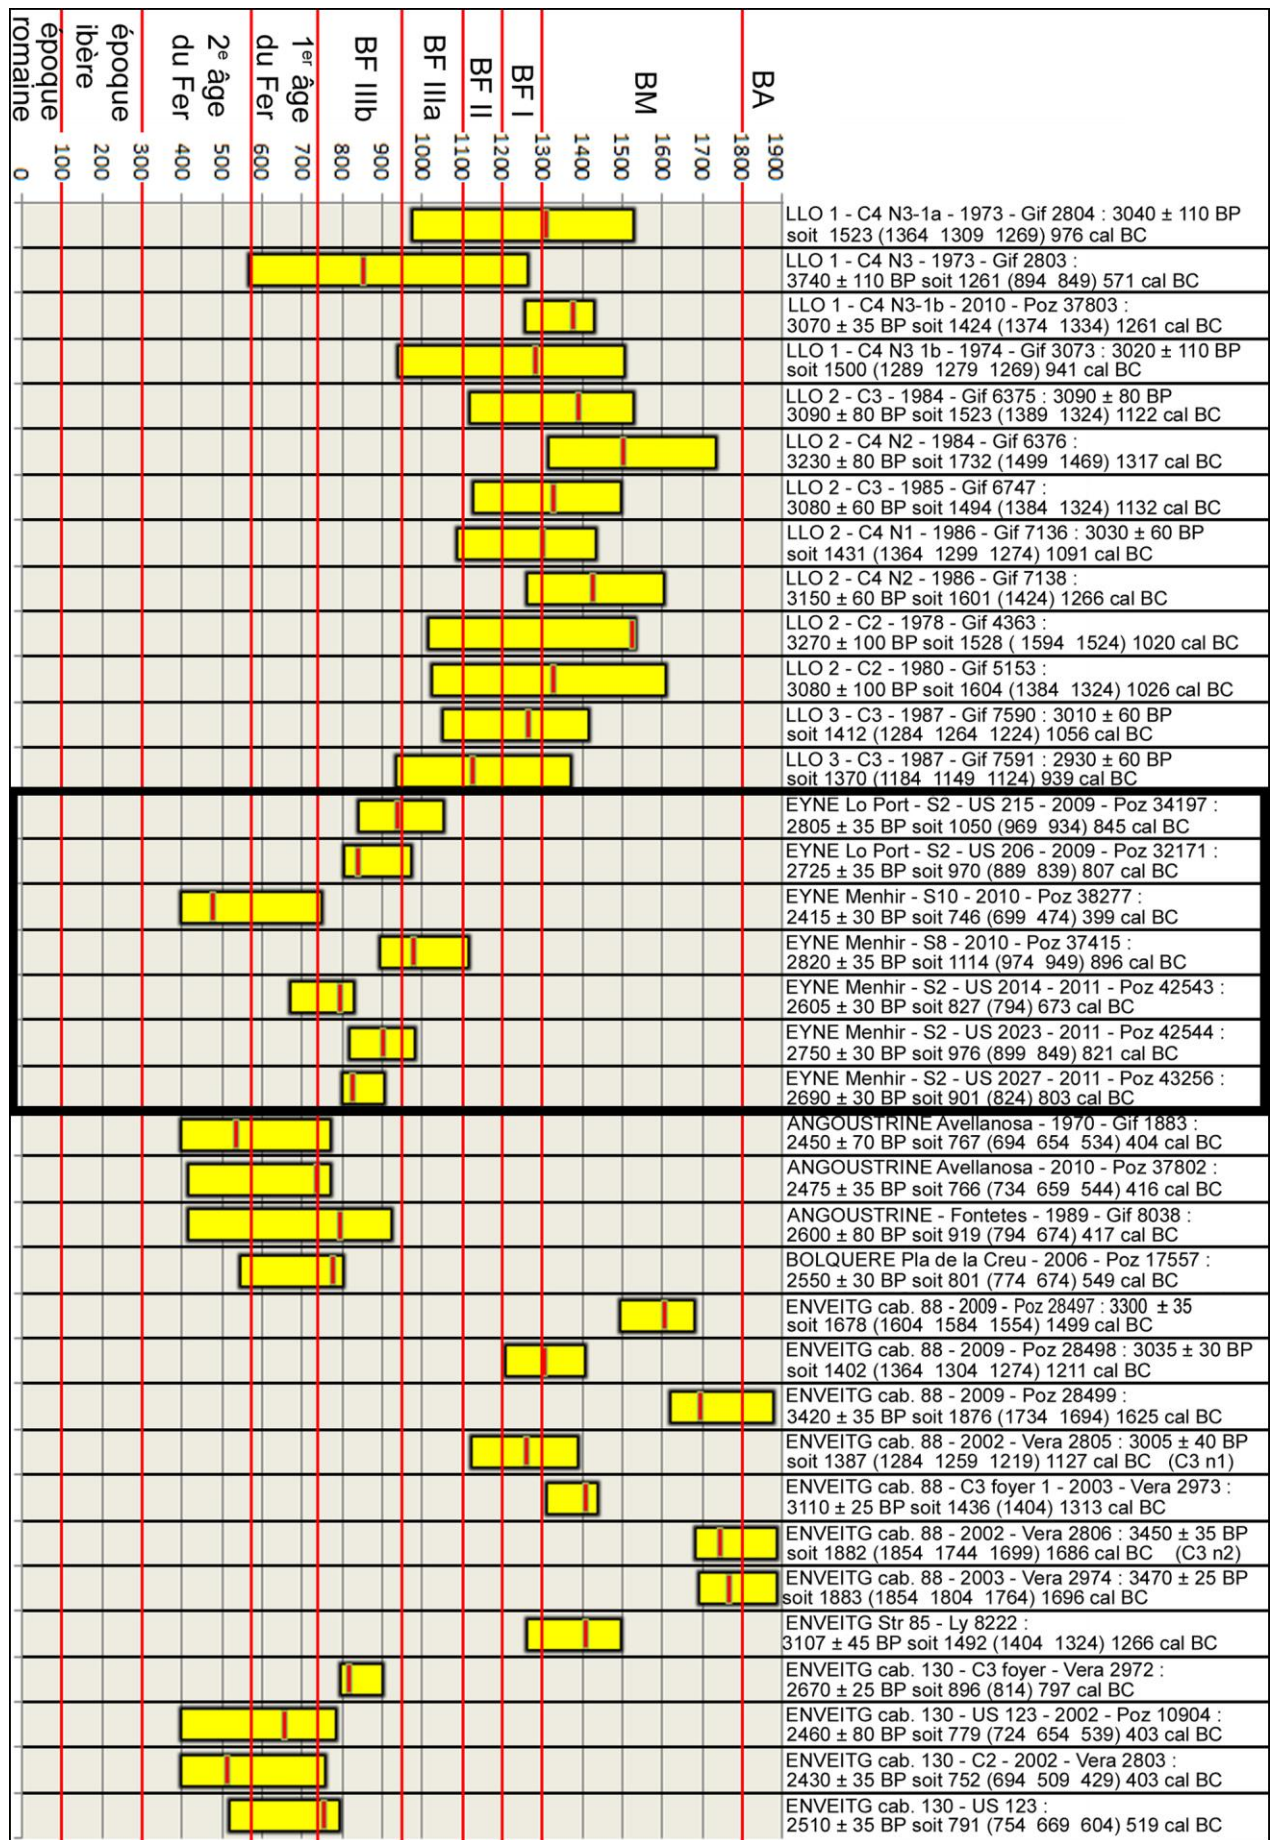 époque
romaine
époque
ibère
2e âge
du Fer
1er âge
du Fer
BF IIIb
BF IIIa
BF II
BF I
BM
BA
0
100
200
300
400
500
600
700
800
900
1000
1100
1200
1300
1400
1500
1600
1700
1800
1900
LLO 1 - C4 N3-1a - 1973 - Gif 2804 : 3040 ± 110 BP
soit 1523 (1364 1309 1269) 976 cal BC
LLO 1 - C4 N3 - 1973 - Gif 2803 :
3740 ± 110 BP soit 1261 (894 849) 571 cal BC
LLO 1 - C4 N3-1b - 2010 - Poz 37803 :
3070 ± 35 BP soit 1424 (1374 1334) 1261 cal BC
LLO 1 - C4 N3 1b - 1974 - Gif 3073 : 3020 ± 110 BP
soit 1500 (1289 1279 1269) 941 cal BC
LLO 2 - C3 - 1984 - Gif 6375 : 3090 ± 80 BP
3090 ± 80 BP soit 1523 (1389 1324) 1122 cal BC
LLO 2 - C4 N2 - 1984 - Gif 6376 :
3230 ± 80 BP soit 1732 (1499 1469) 1317 cal BC
LLO 2 - C3 - 1985 - Gif 6747 :
3080 ± 60 BP soit 1494 (1384 1324) 1132 cal BC
LLO 2 - C4 N1 - 1986 - Gif 7136 : 3030 ± 60 BP
soit 1431 (1364 1299 1274) 1091 cal BC
LLO 2 - C4 N2 - 1986 - Gif 7138 :
3150 ± 60 BP soit 1601 (1424) 1266 cal BC
LLO 2 - C2 - 1978 - Gif 4363 :
3270 ± 100 BP soit 1528 ( 1594 1524) 1020 cal BC
LLO 2 - C2 - 1980 - Gif 5153 :
3080 ± 100 BP soit 1604 (1384 1324) 1026 cal BC
LLO 3 - C3 - 1987 - Gif 7590 : 3010 ± 60 BP
soit 1412 (1284 1264 1224) 1056 cal BC
LLO 3 - C3 - 1987 - Gif 7591 : 2930 ± 60 BP
soit 1370 (1184 1149 1124) 939 cal BC
EYNE Lo Port - S2 - US 215 - 2009 - Poz 34197 :
2805 ± 35 BP soit 1050 (969 934) 845 cal BC
EYNE Lo Port - S2 - US 206 - 2009 - Poz 32171 :
2725 ± 35 BP soit 970 (889 839) 807 cal BC
EYNE Menhir - S10 - 2010 - Poz 38277 :
2415 ± 30 BP soit 746 (699 474) 399 cal BC
EYNE Menhir - S8 - 2010 - Poz 37415 :
2820 ± 35 BP soit 1114 (974 949) 896 cal BC
EYNE Menhir - S2 - US 2014 - 2011 - Poz 42543 :
2605 ± 30 BP soit 827 (794) 673 cal BC
EYNE Menhir - S2 - US 2023 - 2011 - Poz 42544 :
2750 ± 30 BP soit 976 (899 849) 821 cal BC
EYNE Menhir - S2 - US 2027 - 2011 - Poz 43256 :
2690 ± 30 BP soit 901 (824) 803 cal BC
ANGOUSTRINE Avellanosa - 1970 - Gif 1883 :
2450 ± 70 BP soit 767 (694 654 534) 404 cal BC
ANGOUSTRINE Avellanosa - 2010 - Poz 37802 :
2475 ± 35 BP soit 766 (734 659 544) 416 cal BC
ANGOUSTRINE - Fontetes - 1989 - Gif 8038 :
2600 ± 80 BP soit 919 (794 674) 417 cal BC
BOLQUERE Pla de la Creu - 2006 - Poz 17557 :
2550 ± 30 BP soit 801 (774 674) 549 cal BC
ENVEITG cab. 88 - 2009 - Poz 28497 : 3300 ± 35
soit 1678 (1604 1584 1554) 1499 cal BC
ENVEITG cab. 88 - 2009 - Poz 28498 : 3035 ± 30 BP
soit 1402 (1364 1304 1274) 1211 cal BC
ENVEITG cab. 88 - 2009 - Poz 28499 :
3420 ± 35 BP soit 1876 (1734 1694) 1625 cal BC
ENVEITG cab. 88 - 2002 - Vera 2805 : 3005 ± 40 BP
soit 1387 (1284 1259 1219) 1127 cal BC (C3 n1)
ENVEITG cab. 88 - C3 foyer 1 - 2003 - Vera 2973 :
3110 ± 25 BP soit 1436 (1404) 1313 cal BC
ENVEITG cab. 88 - 2002 - Vera 2806 : 3450 ± 35 BP
soit 1882 (1854 1744 1699) 1686 cal BC (C3 n2)
ENVEITG cab. 88 - 2003 - Vera 2974 : 3470 ± 25 BP
soit 1883 (1854 1804 1764) 1696 cal BC
ENVEITG Str 85 - Ly 8222 :
3107 ± 45 BP soit 1492 (1404 1324) 1266 cal BC
ENVEITG cab. 130 - C3 foyer - Vera 2972 :
2670 ± 25 BP soit 896 (814) 797 cal BC
ENVEITG cab. 130 - US 123 - 2002 - Poz 10904 :
2460 ± 80 BP soit 779 (724 654 539) 403 cal BC
ENVEITG cab. 130 - C2 - 2002 - Vera 2803 :
2430 ± 35 BP soit 752 (694 509 429) 403 cal BC
ENVEITG cab. 130 - US 123 :
2510 ± 35 BP soit 791 (754 669 604) 519 cal BC